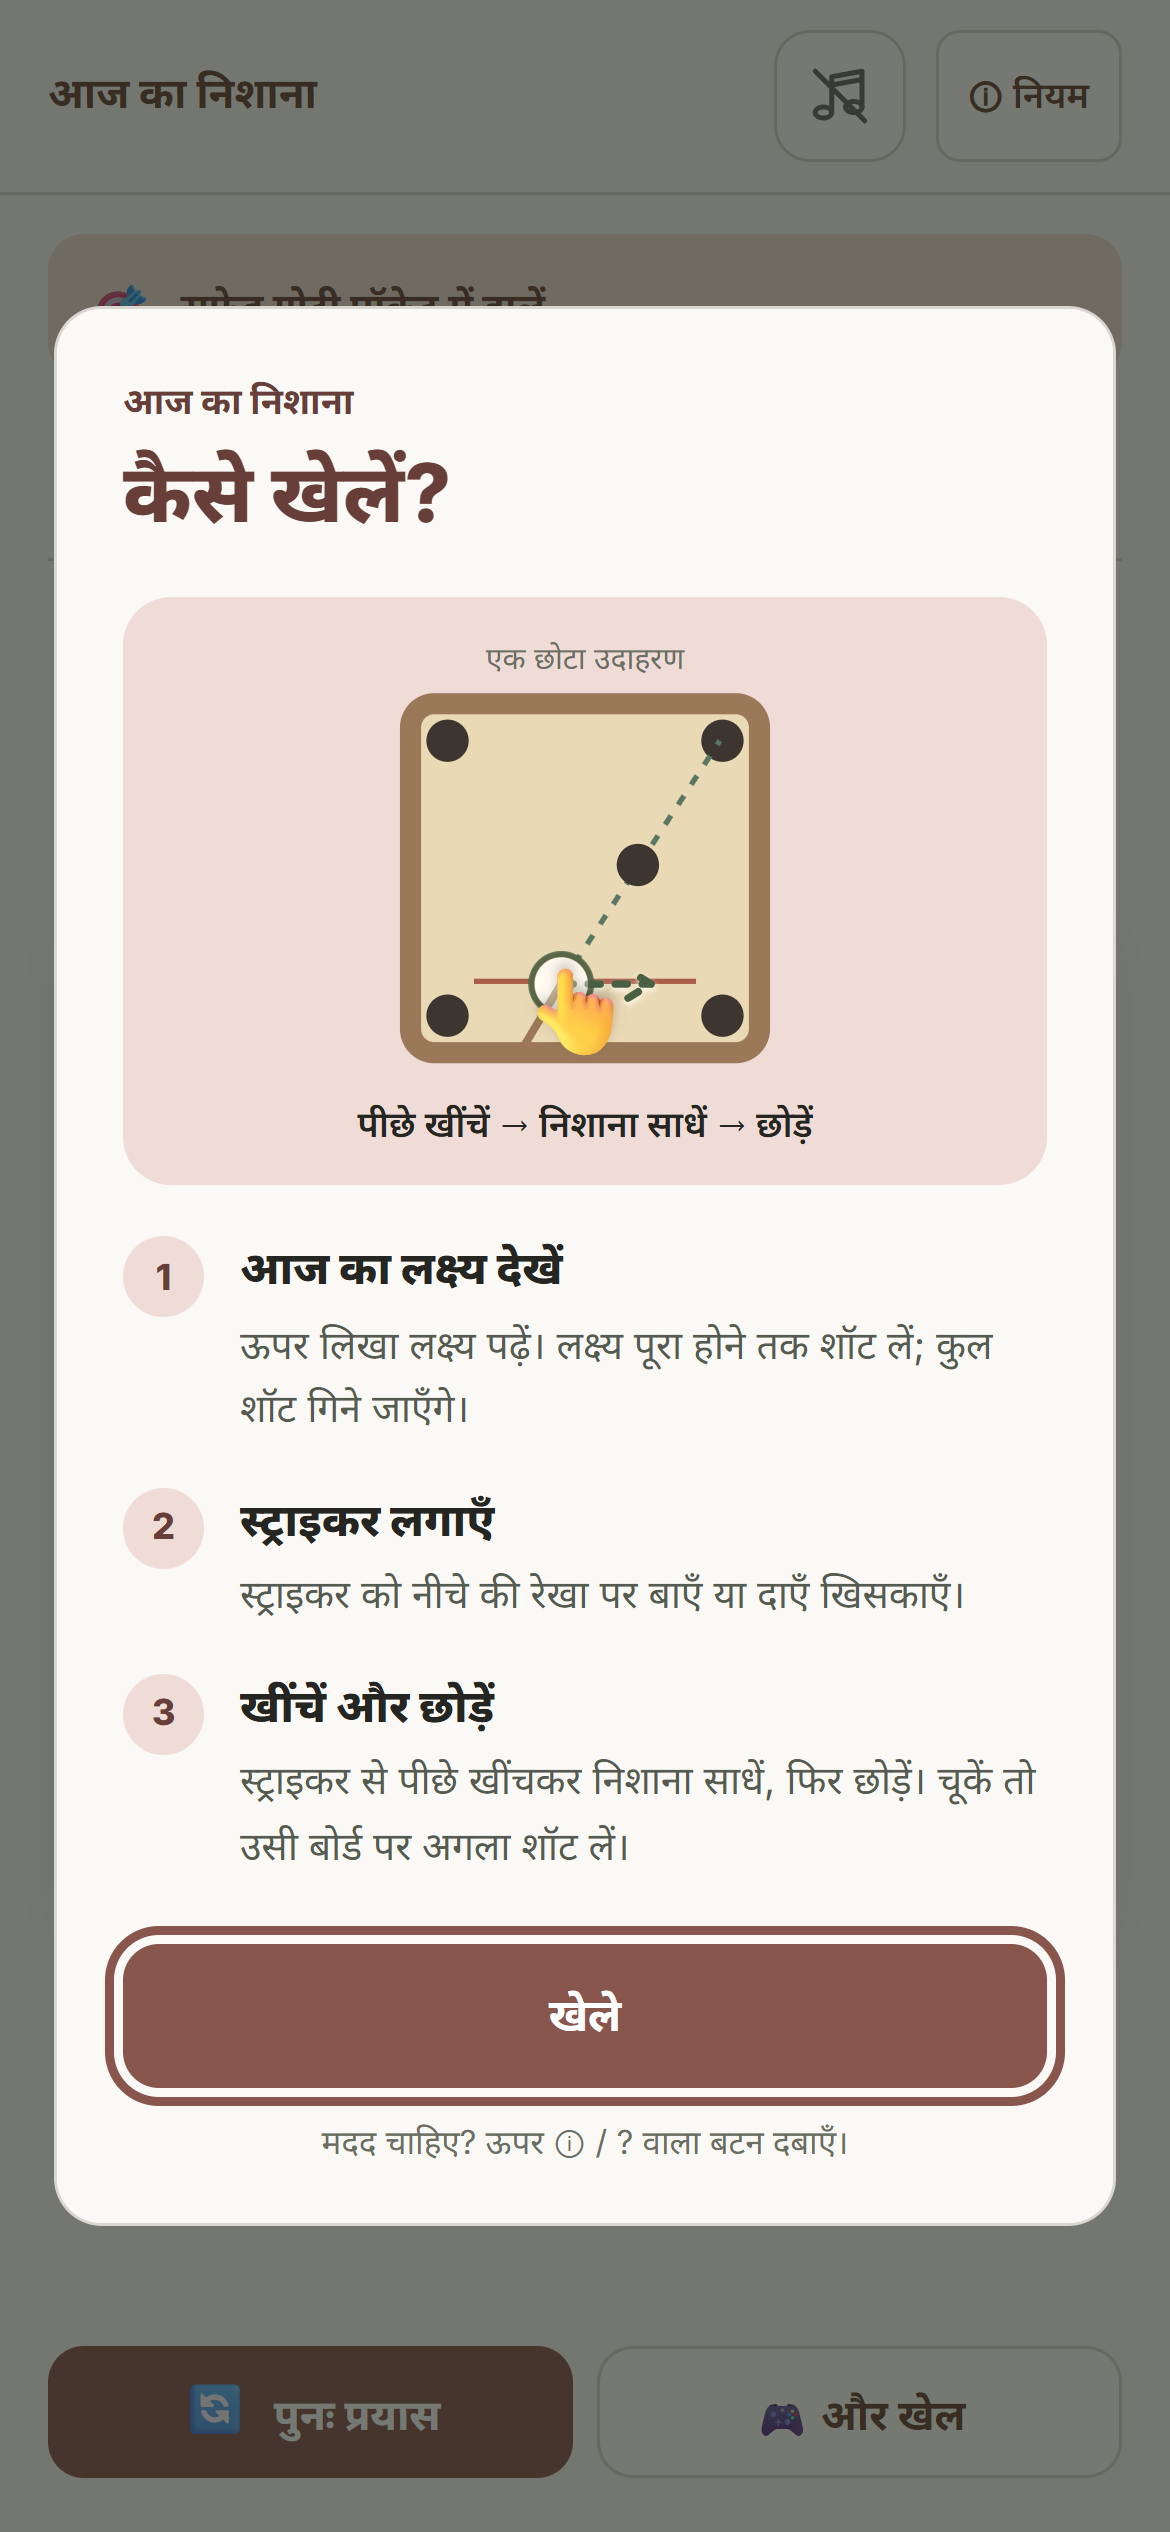 आज का निशाना
ⓘ नियम
आज का निशाना
कैसे खेलें?
एक छोटा उदाहरण
पीछे खींचें → निशाना साधें → छोड़ें
1
आज का लक्ष्य देखें
ऊपर लिखा लक्ष्य पढ़ें। लक्ष्य पूरा होने तक शॉट लें; कुल
शॉट गिने जाएँगे।
2
स्ट्राइकर लगाएँ
स्ट्राइकर को नीचे की रेखा पर बाएँ या दाएँ खिसकाएँ।
3
खींचें और छोड़ें
स्ट्राइकर से पीछे खींचकर निशाना साधें, फिर छोड़ें। चूकें तो
उसी बोर्ड पर अगला शॉट लें।
खेले
मदद चाहिए? ऊपर ⓘ / ? वाला बटन दबाएँ।
पुनः प्रयास
और खेल